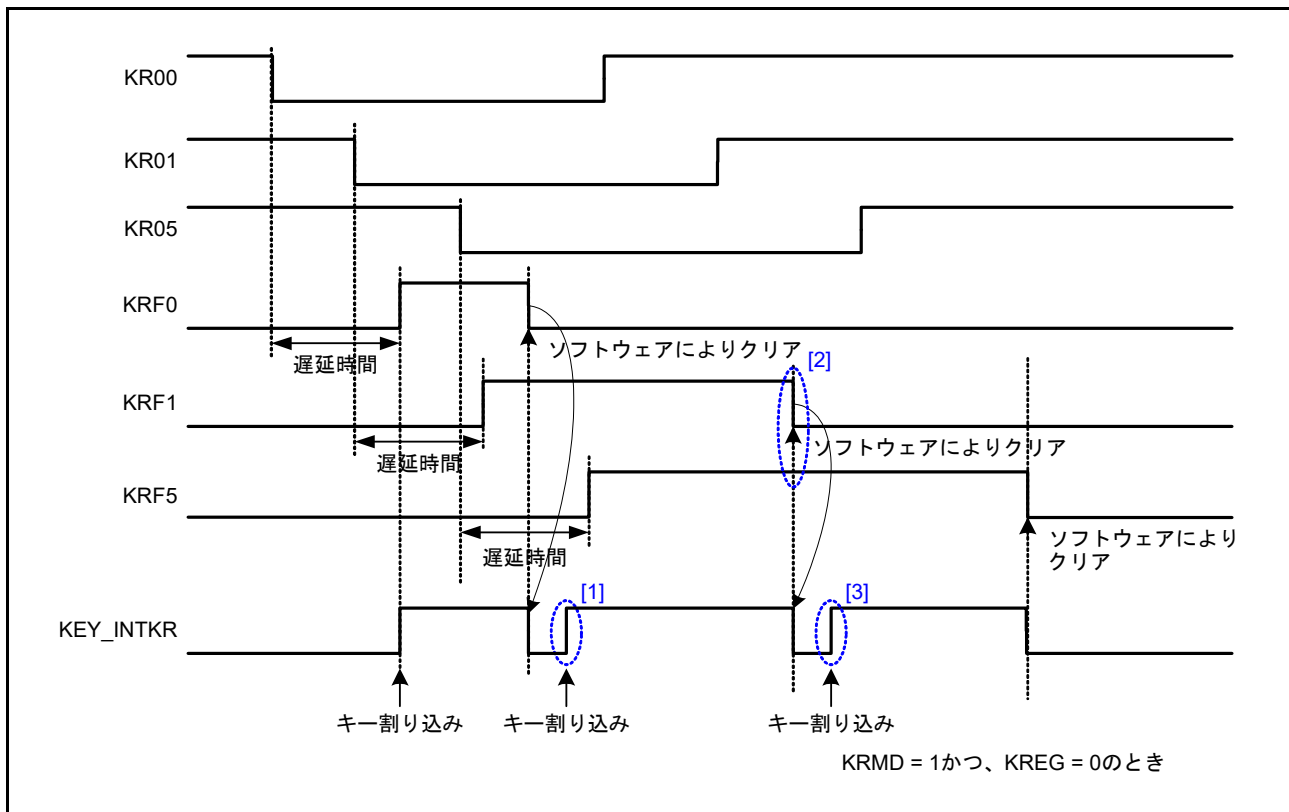 KR00
KR01
KR05
KRF0
遅延時間
ソフトウェアによりクリア
[2]
KRF1
遅延時間
ソフトウェアによりクリア
KRF5
遅延時間
ソフトウェアにより
クリア
[1]
[3]
KEY_INTKR
キー割り込み
キー割り込み
キー割り込み
KRMD = 1かつ、KREG = 0のとき